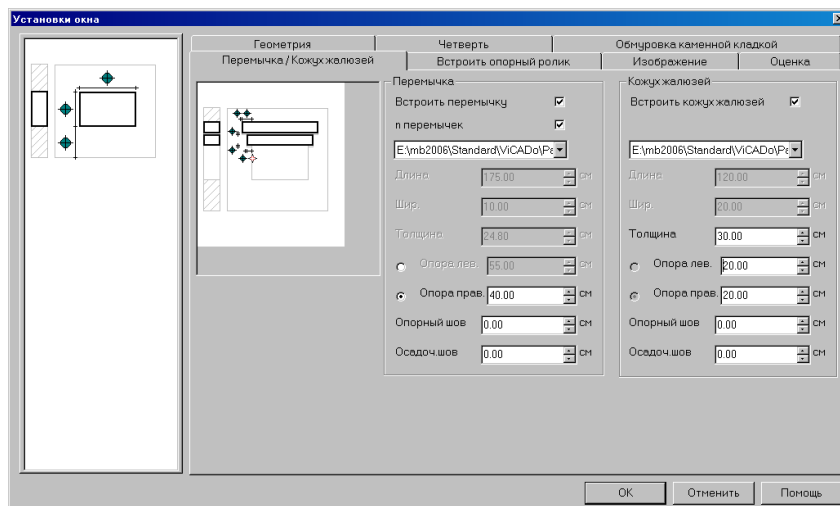 Установки окна
Геометрия Четверть Обмуровка каменной кладкой
Перемычка/Кожух жалюзей Встроить опорный ролик Изображение Оценка
Перемычка
Встроить перемычку
n перемычек
E:\mb2006\Standard\ViCADo\Pe
Длина 175.00 см
Шир. 10.00 см
Толщина 24.80 см
Опора лев. 55.00 см
Опора прав. 40.00 см
Опорный шов 0.00 см
Осадоч.шов 0.00 см
Кожух жалюзей
Встроить кожух жалюзей
E:\mb2006\Standard\ViCADo\Pe
Длина 120.00 см
Шир. 20.00 см
Толщина 30.00 см
Опора лев. 20.00 см
Опора прав. 20.00 см
Опорный шов 0.00 см
Осадоч.шов 0.00 см
OK Отменить Помощь